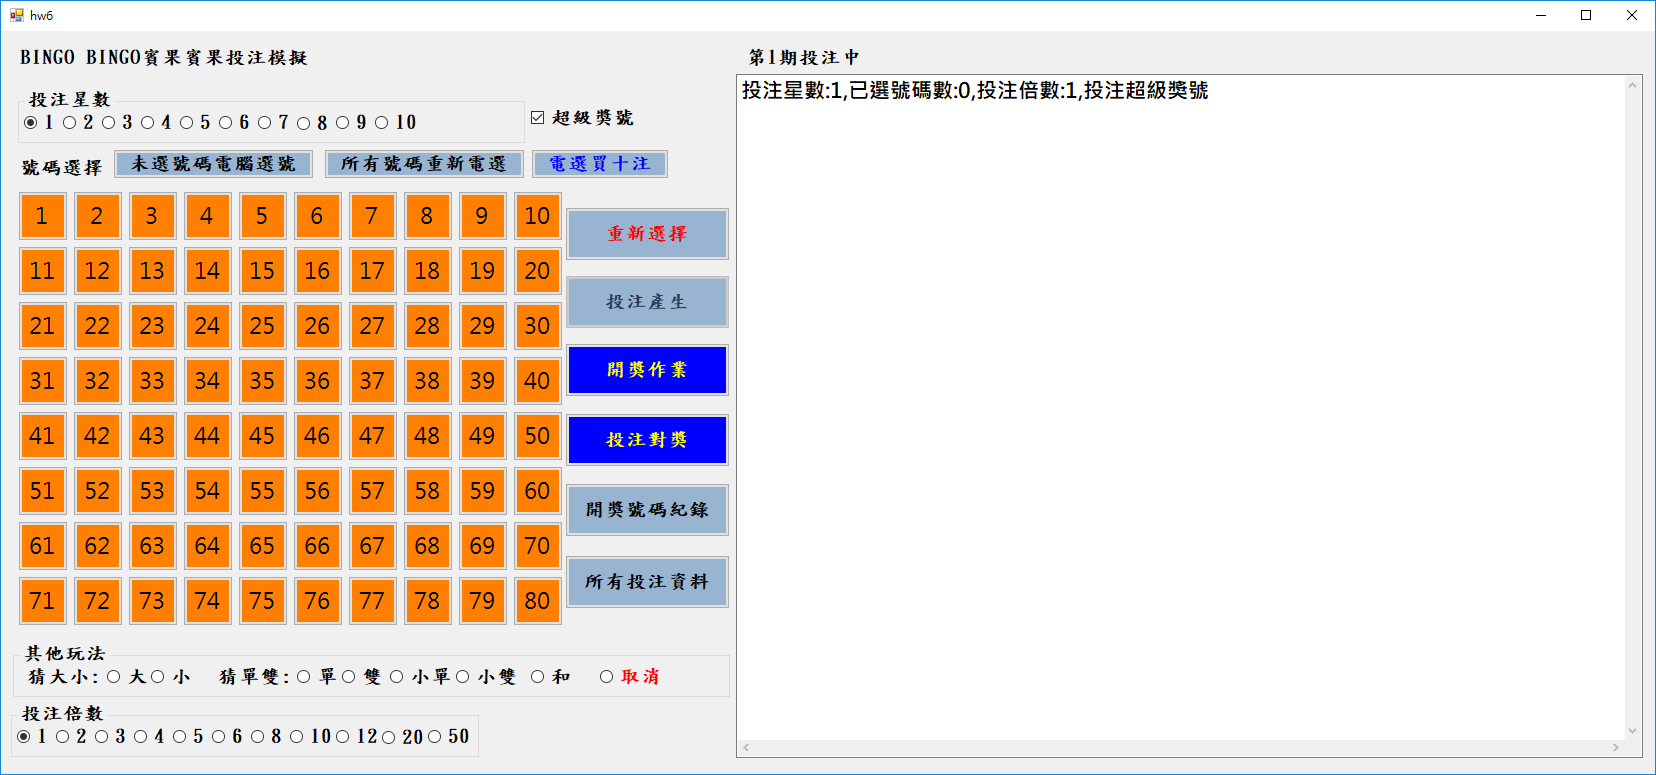 hw6
BINGO BINGO賓果賓果投注模擬
第1期投注中
投注星數
1 2 3 4 5 6 7 8 9 10
超級獎號
號碼選擇 未選號碼電腦選號 所有號碼重新電選 電選買十注
1 2 3 4 5 6 7 8 9 10
11 12 13 14 15 16 17 18 19 20
21 22 23 24 25 26 27 28 29 30
31 32 33 34 35 36 37 38 39 40
41 42 43 44 45 46 47 48 49 50
51 52 53 54 55 56 57 58 59 60
61 62 63 64 65 66 67 68 69 70
71 72 73 74 75 76 77 78 79 80
重新選擇
投注產生
開獎作業
投注對獎
開獎號碼紀錄
所有投注資料
其他玩法
猜大小: 大 小 猜單雙: 單 雙 小單 小雙 和 取消
投注倍數
1 2 3 4 5 6 8 10 12 20 50
投注星數:1,已選號碼數:0,投注倍數:1,投注超級獎號